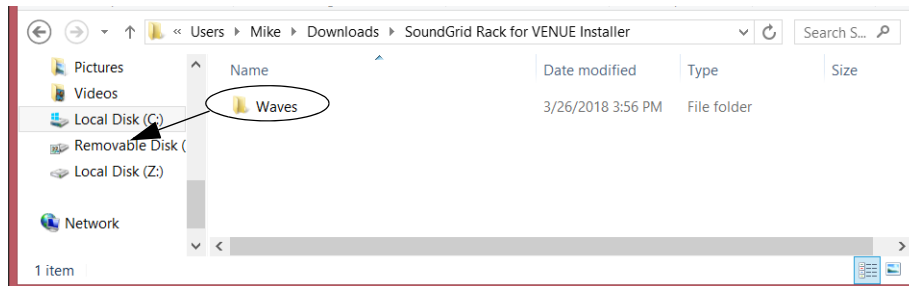 « Users Mike Downloads SoundGrid Rack for VENUE Installer Search S...
Pictures Name Date modified Type Size
Videos
Waves 3/26/2018 3:56 PM File folder
Local Disk (C:)
Removable Disk (
Local Disk (Z:)
Network
1 item